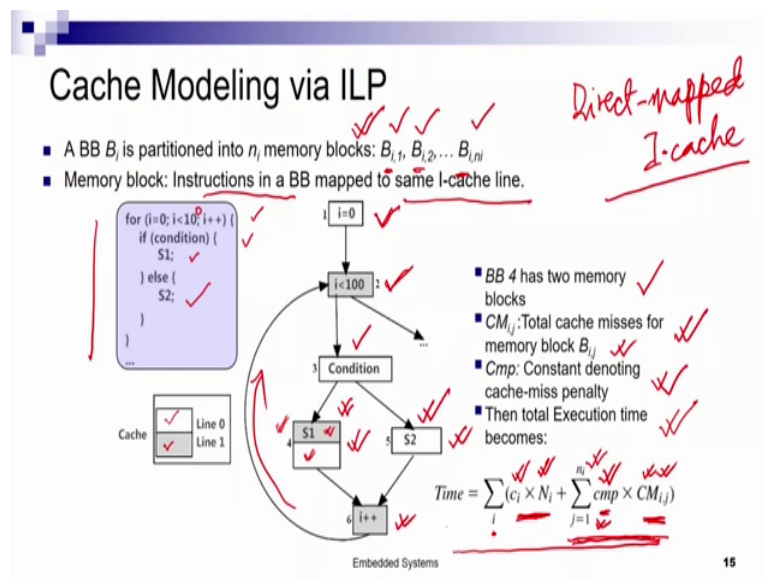 Cache Modeling via ILP
Direct-mapped
I-cache
■ A BB Bi is partitioned into ni memory blocks: Bi,1, Bi,2,... Bi,ni
■ Memory block: Instructions in a BB mapped to same I-cache line.
for (i=0; i<100; i++) {
if (condition) {
S1;
} else {
S2;
}
}
...
Cache
Line 0
Line 1
1 i=0
i<100 2
...
3 Condition
4 S1
5 S2
6 i++
■ BB 4 has two memory
blocks
■ CMi,j:Total cache misses for
memory block Bi,j
■ Cmp: Constant denoting
cache-miss penalty
■ Then total Execution time
becomes:
Time = ∑i (ci × Ni + ∑j=1ni cmp × CMi,j)
Embedded Systems
15